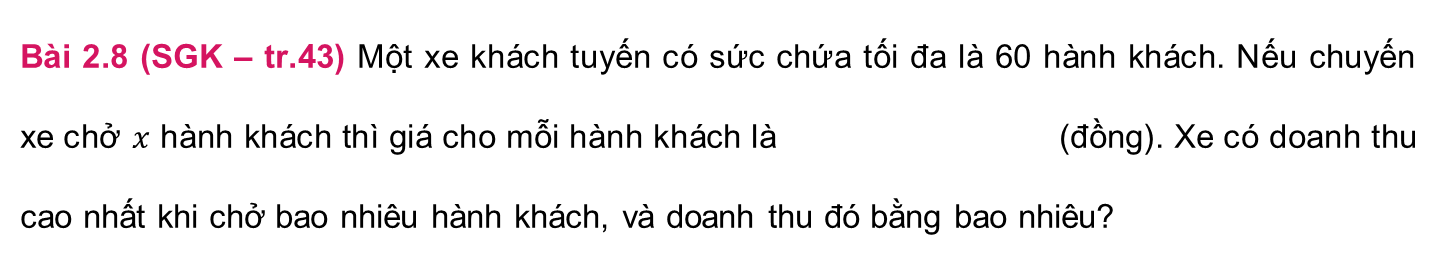 Bài 2.8 (SGK – tr.43) Một xe khách tuyến có sức chứa tối đa là 60 hành khách. Nếu chuyến
xe chở x hành khách thì giá cho mỗi hành khách là (đồng). Xe có doanh thu
cao nhất khi chở bao nhiêu hành khách, và doanh thu đó bằng bao nhiêu?